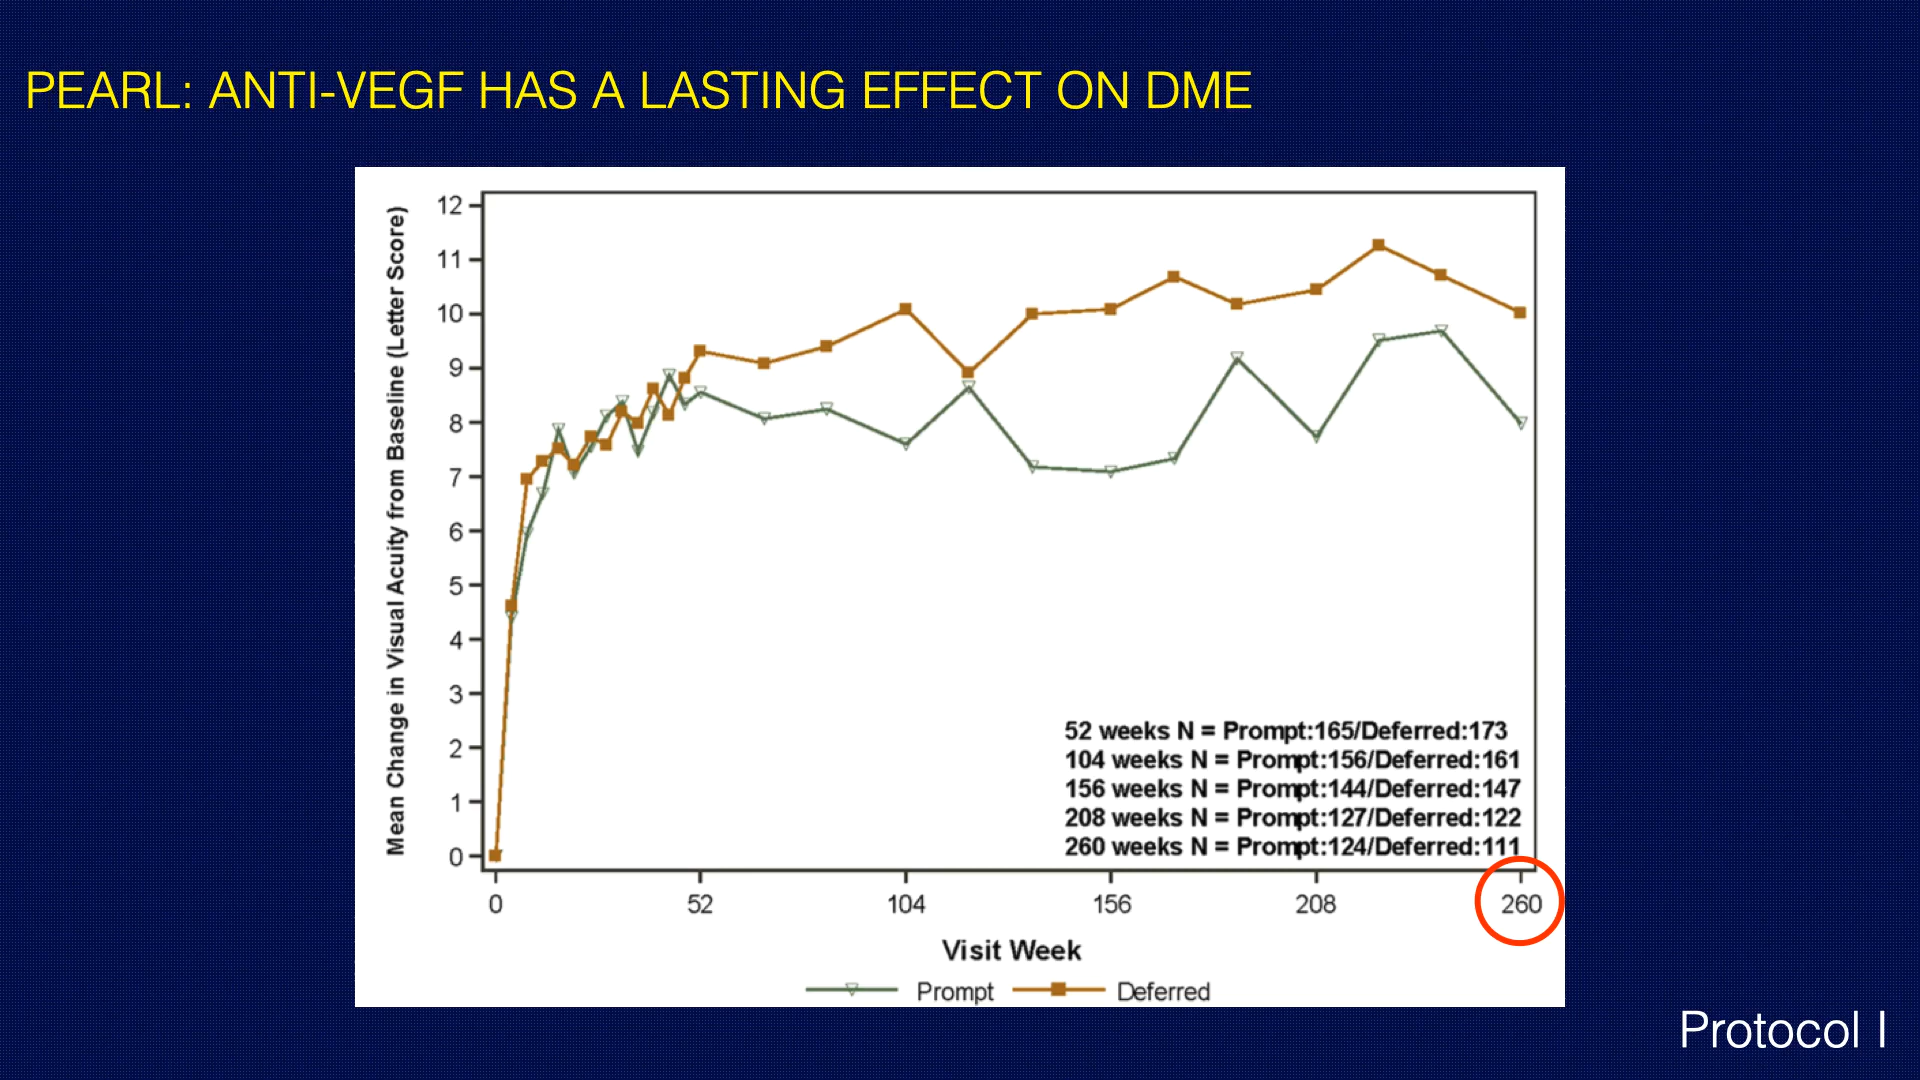 PEARL: ANTI-VEGF HAS A LASTING EFFECT ON DME
Mean Change in Visual Acuity from Baseline (Letter Score)
12
11
10
9
8
7
6
5
4
3
2
1
0
52 weeks N = Prompt:165/Deferred:173
104 weeks N = Prompt:156/Deferred:161
156 weeks N = Prompt:144/Deferred:147
208 weeks N = Prompt:127/Deferred:122
260 weeks N = Prompt:124/Deferred:111
0 52 104 156 208 260
Visit Week
Prompt Deferred
Protocol I